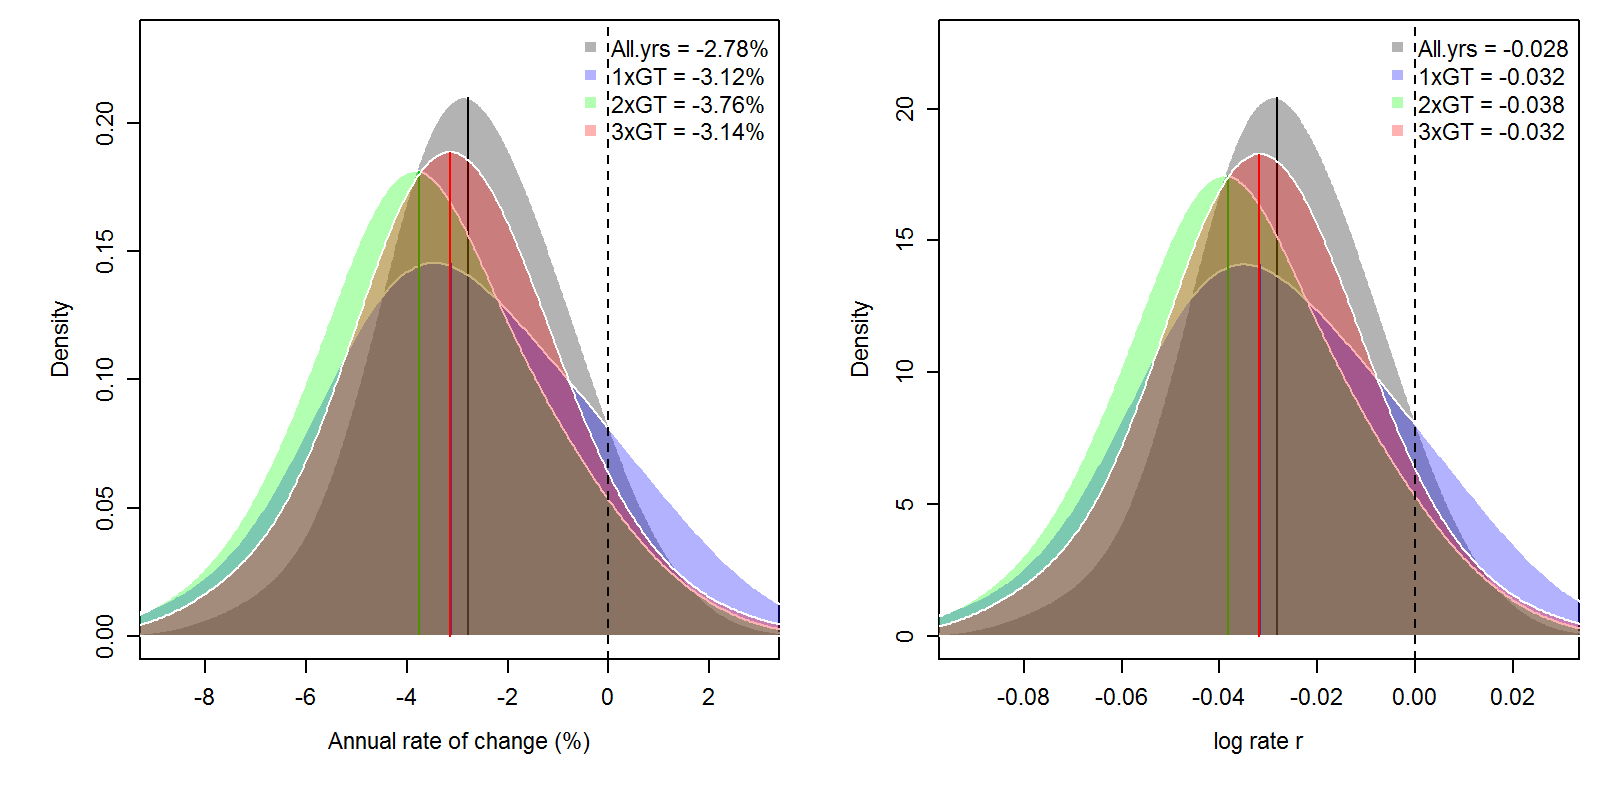 All.yrs = -2.78%
1xGT = -3.12%
2xGT = -3.76%
3xGT = -3.14%
0.20
0.15
0.10
0.05
0.00
Density
-8 -6 -4 -2 0 2
Annual rate of change (%)
All.yrs = -0.028
1xGT = -0.032
2xGT = -0.038
3xGT = -0.032
20
15
10
5
0
Density
-0.08 -0.06 -0.04 -0.02 0.00 0.02
log rate r